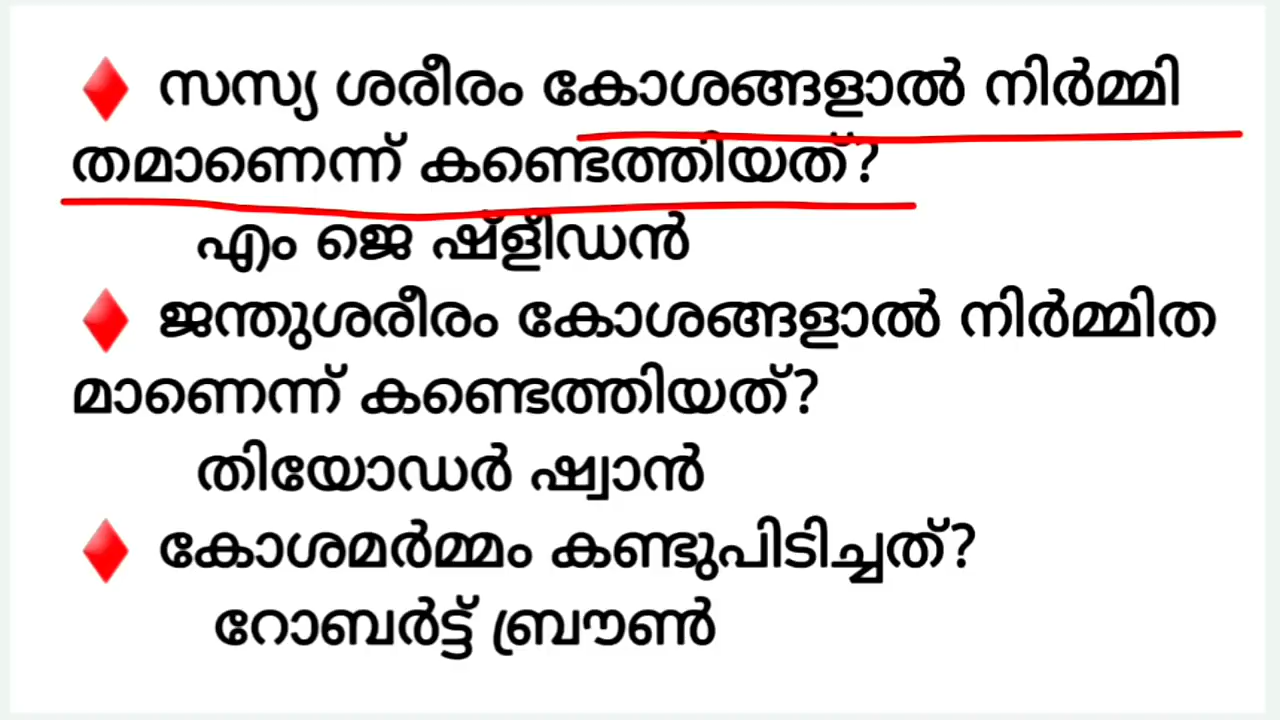 ♦ സസ്യ ശരീരം കോശങ്ങളാൽ നിർമ്മി
തമാണെന്ന് കണ്ടെത്തിയത്?
എം ജെ ഷ്ളീഡൻ
♦ ജന്തുശരീരം കോശങ്ങളാൽ നിർമ്മിത
മാണെന്ന് കണ്ടെത്തിയത്?
തിയോഡർ ഷ്വാൻ
♦ കോശമർമ്മം കണ്ടുപിടിച്ചത്?
റോബർട്ട് ബ്രൗൺ